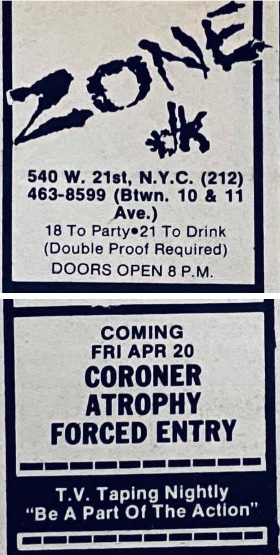 ZONE
dk
540 W. 21st, N.Y.C. (212)
463-8599 (Btwn. 10 & 11
Ave.)
18 To Party•21 To Drink
(Double Proof Required)
DOORS OPEN 8 P.M.
COMING
FRI APR 20
CORONER
ATROPHY
FORCED ENTRY
T.V. Taping Nightly
"Be A Part Of The Action"